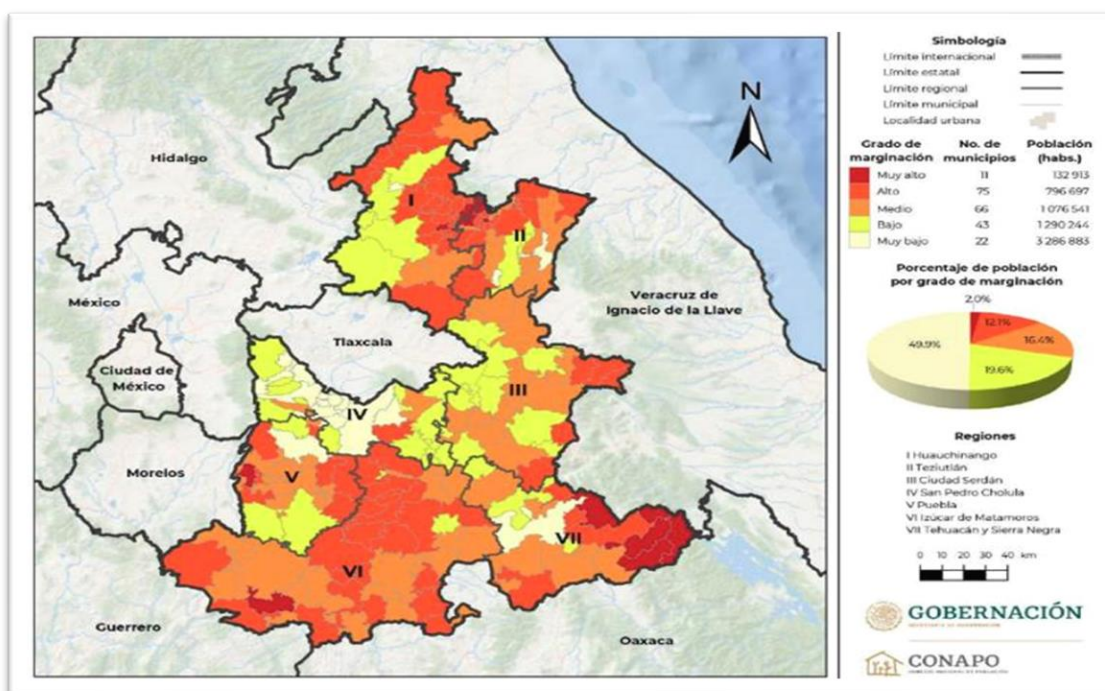 N
Hidalgo
México
Tlaxcala
Ciudad de
México
Morelos
Guerrero
Veracruz de
Ignacio de la Llave
Oaxaca
I
II
III
IV
V
VI
VII
Simbología
Límite internacional
Límite estatal
Límite regional
Límite municipal
Localidad urbana
Grado de marginación No. de municipios Población (habs.)
Muy alto 11 132 913
Alto 75 796 697
Medio 66 1 076 541
Bajo 43 1 290 244
Muy bajo 22 3 286 883
Porcentaje de población
por grado de marginación
2.0%
12.1%
16.4%
19.6%
49.9%
Regiones
I Huauchinango
II Teziutlán
III Ciudad Serdán
IV San Pedro Cholula
V Puebla
VI Izúcar de Matamoros
VII Tehuacán y Sierra Negra
0 10 20 30 40 km
GOBERNACIÓN
CONAPO